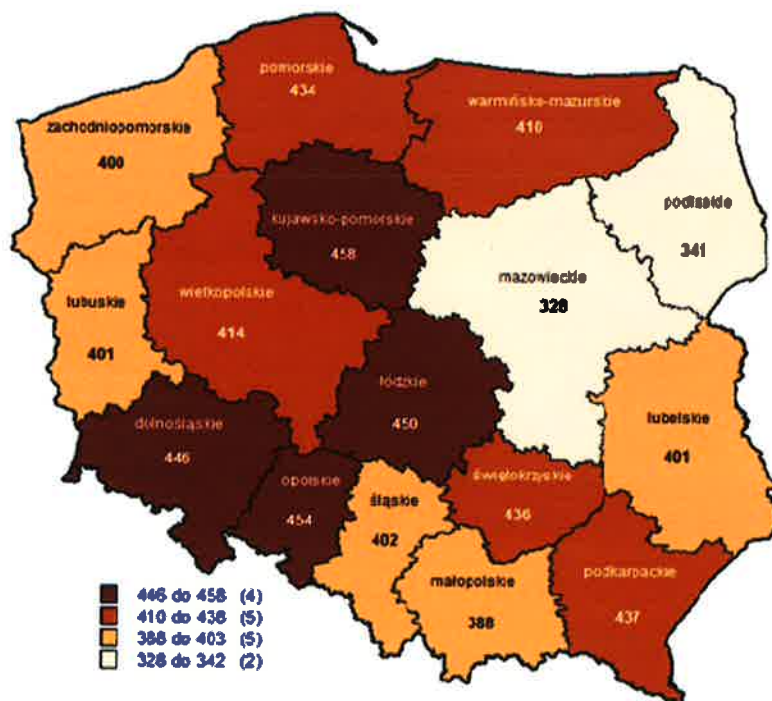 pomorskie
434
warmińsko-mazurskie
410
zachodniopomorskie
400
podlaskie
341
kujawsko-pomorskie
458
mazowieckie
328
wielkopolskie
414
lubuskie
401
łódzkie
450
lubelskie
401
dolnośląskie
446
opolskie
454
śląskie
402
świętokrzyskie
436
małopolskie
388
podkarpackie
437
446 do 458 (4)
410 do 438 (5)
388 do 403 (5)
328 do 342 (2)